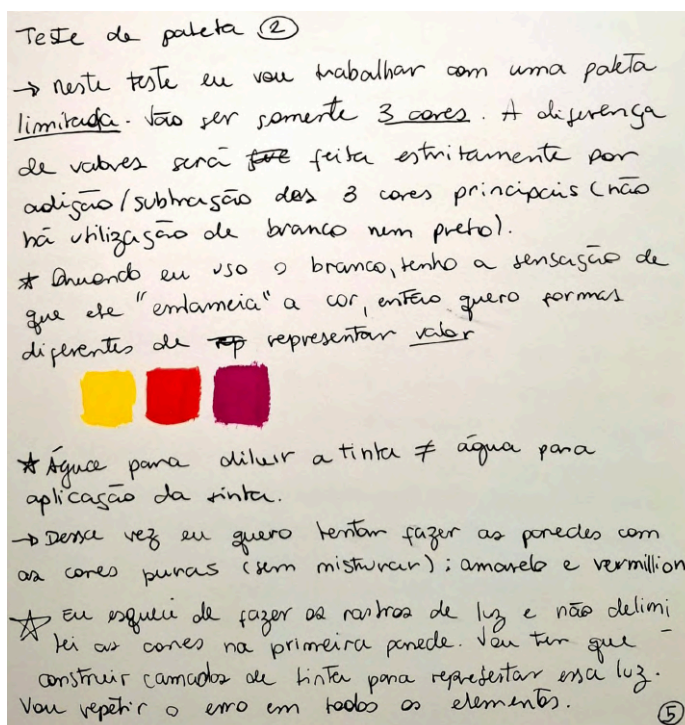 Teste de paleta ②
→ neste teste eu vou trabalhar com uma paleta
limitada. Vão ser somente 3 cores. A diferença
de valores será feita estritamente por
adição/subtração das 3 cores principais (não
há utilização de branco nem preto).
* Quando eu uso o branco, tenho a sensação de
que ele "enlameia" a cor, então quero formas
diferentes de representar valor
* Água para diluir a tinta ≠ água para
aplicação da tinta.
→ Dessa vez eu quero tentar fazer as paredes com
as cores puras (sem misturar); amarelo e vermillion
☆ Eu esqueci de fazer os rastros de luz e não delimi
tei as cores na primeira parede. Vou ter que
construir camadas de tinta para representar essa luz.
Vou repetir o erro em todos os elementos.
⑤